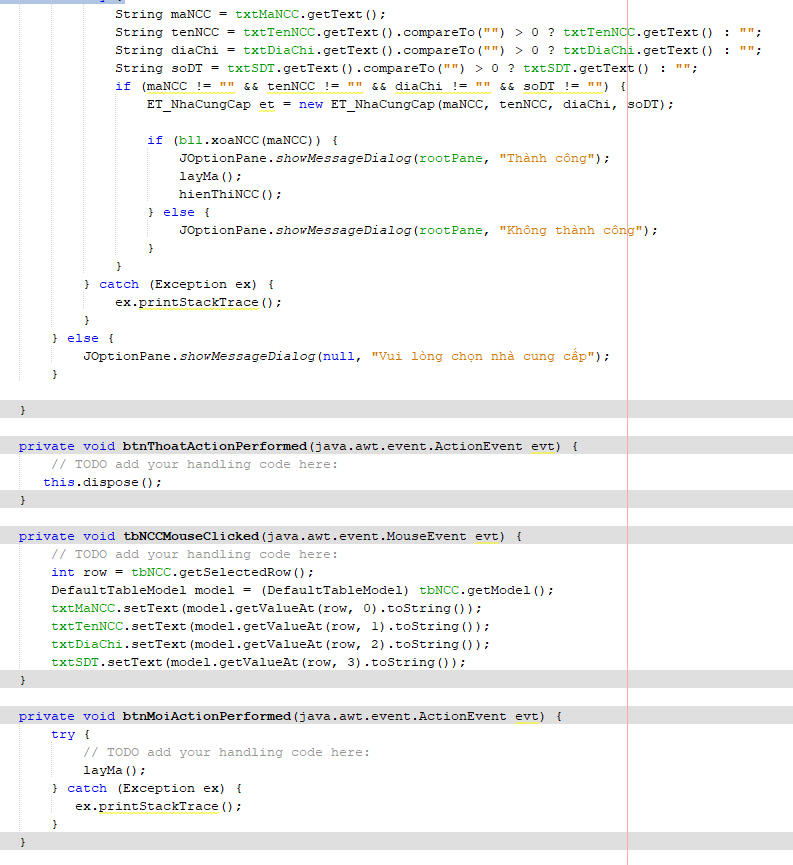 String maNCC = txtMaNCC.getText();
String tenNCC = txtTenNCC.getText().compareTo("") > 0 ? txtTenNCC.getText() : "";
String diaChi = txtDiaChi.getText().compareTo("") > 0 ? txtDiaChi.getText() : "";
String soDT = txtSDT.getText().compareTo("") > 0 ? txtSDT.getText() : "";
if (maNCC != "" && tenNCC != "" && diaChi != "" && soDT != "") {
ET_NhaCungCap et = new ET_NhaCungCap(maNCC, tenNCC, diaChi, soDT);
if (bll.xoaNCC(maNCC)) {
JOptionPane.showMessageDialog(rootPane, "Thành công");
layMa();
hienThiNCC();
} else {
JOptionPane.showMessageDialog(rootPane, "Không thành công");
}
}
} catch (Exception ex) {
ex.printStackTrace();
}
} else {
JOptionPane.showMessageDialog(null, "Vui lòng chọn nhà cung cấp");
}
}
private void btnThoatActionPerformed(java.awt.event.ActionEvent evt) {
// TODO add your handling code here:
this.dispose();
}
private void tbNCCMouseClicked(java.awt.event.MouseEvent evt) {
// TODO add your handling code here:
int row = tbNCC.getSelectedRow();
DefaultTableModel model = (DefaultTableModel) tbNCC.getModel();
txtMaNCC.setText(model.getValueAt(row, 0).toString());
txtTenNCC.setText(model.getValueAt(row, 1).toString());
txtDiaChi.setText(model.getValueAt(row, 2).toString());
txtSDT.setText(model.getValueAt(row, 3).toString());
}
private void btnMoiActionPerformed(java.awt.event.ActionEvent evt) {
try {
// TODO add your handling code here:
layMa();
} catch (Exception ex) {
ex.printStackTrace();
}
}